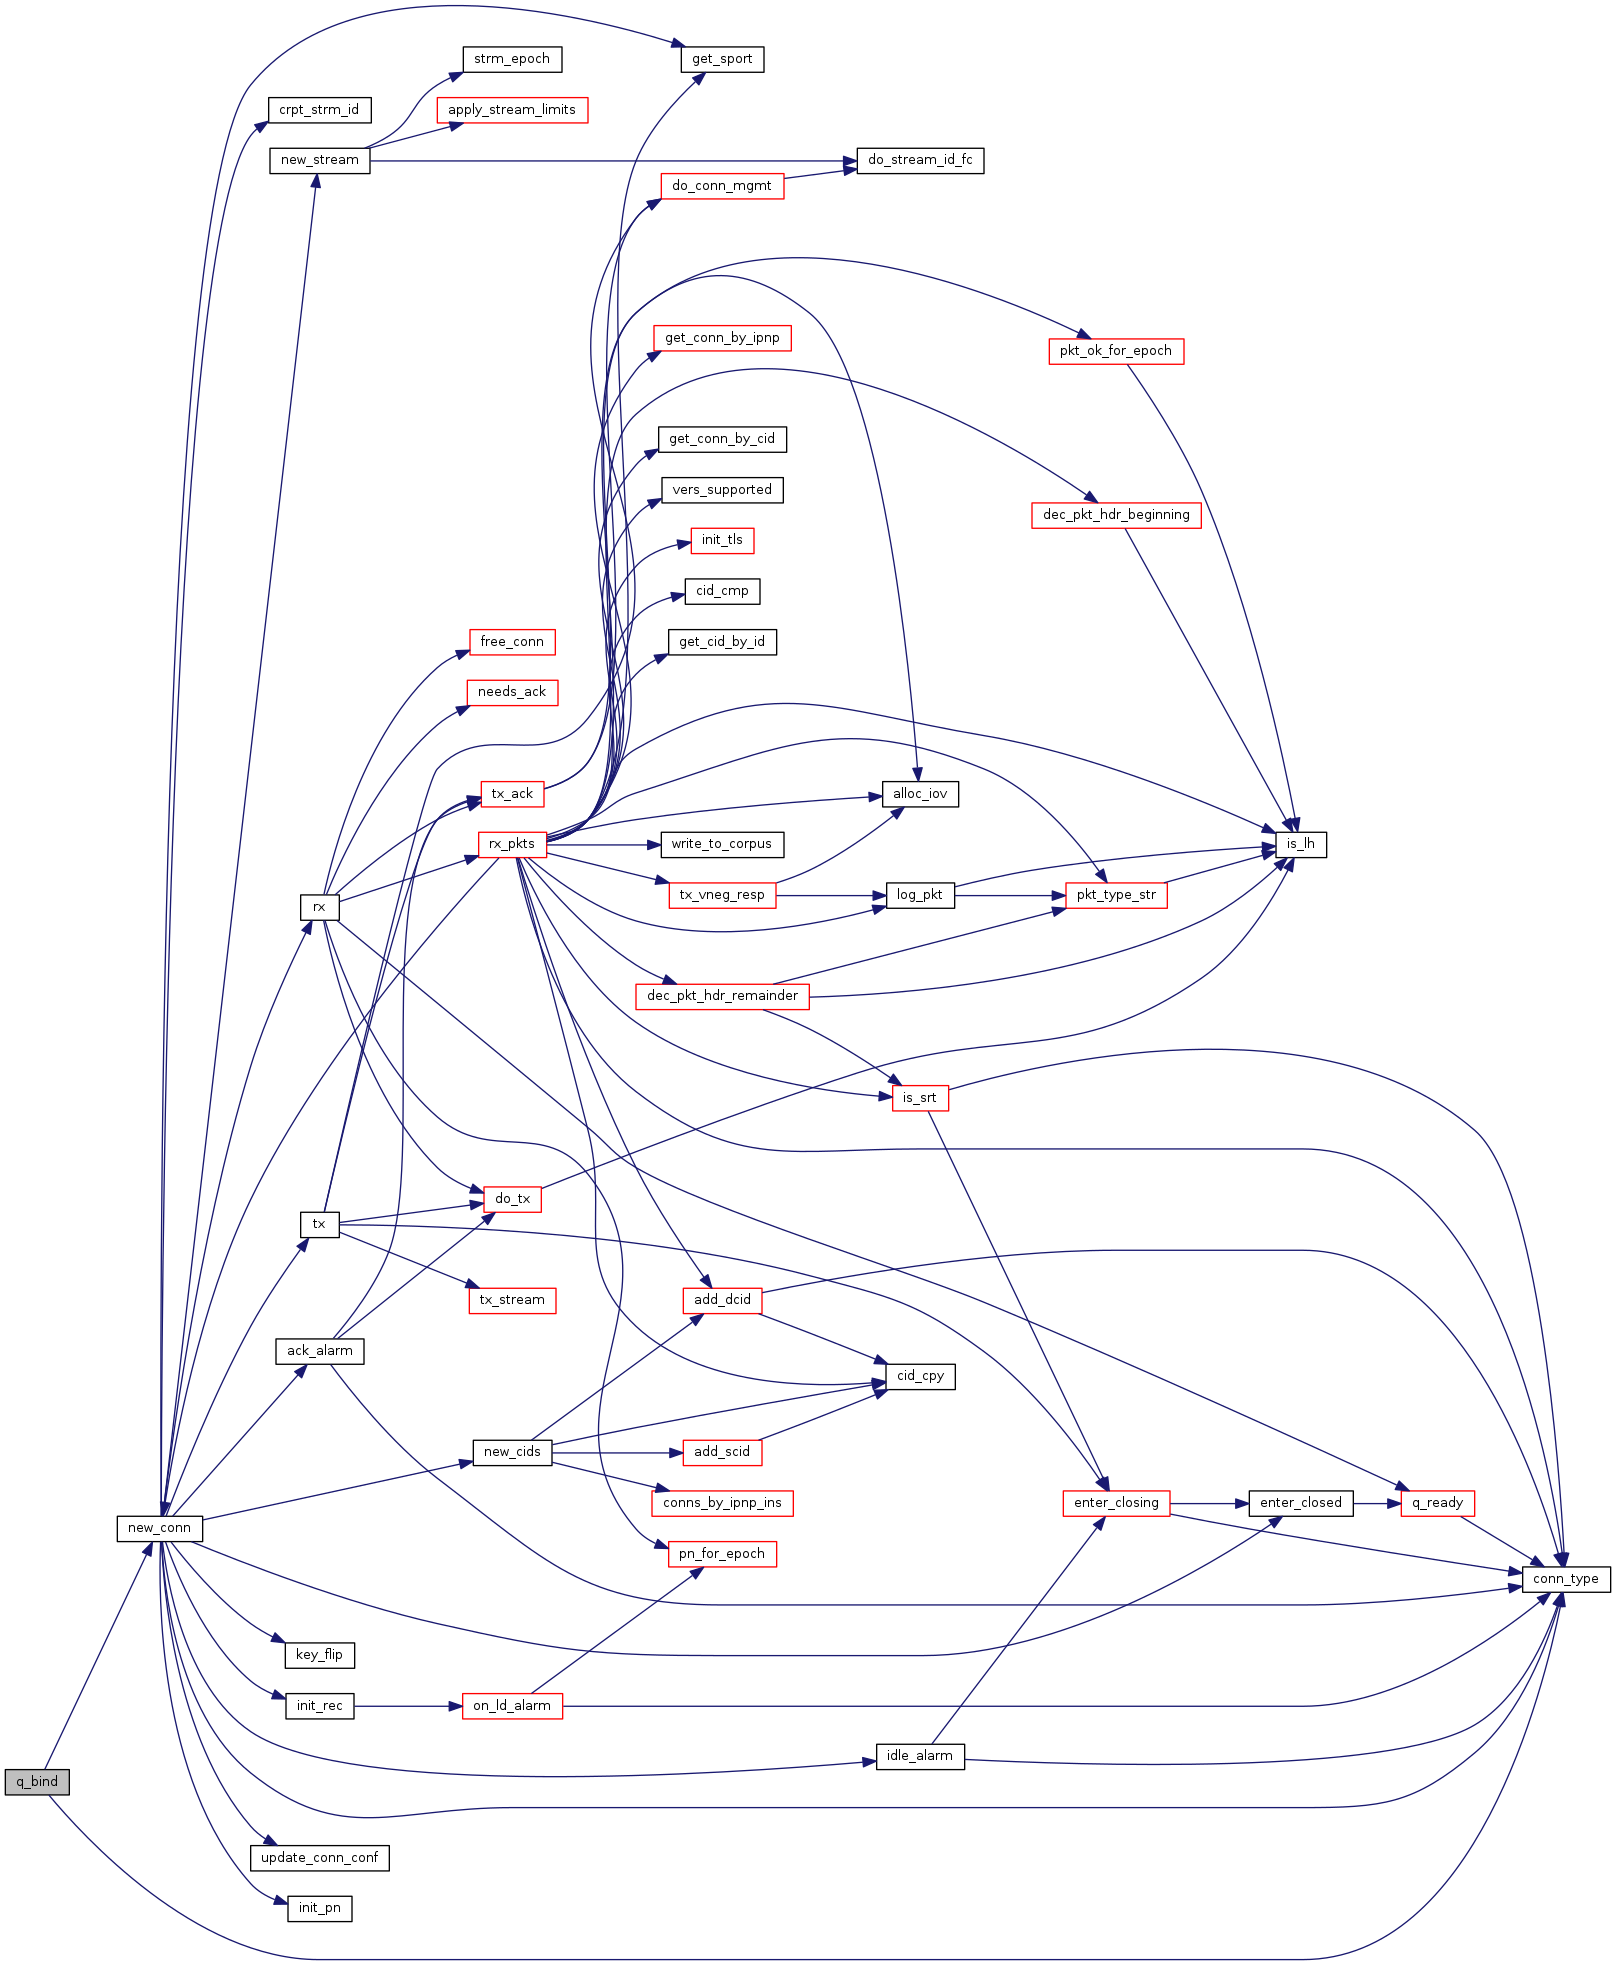 get_sport
strm_epoch
crpt_strm_id
apply_stream_limits
new_stream
do_stream_id_fc
do_conn_mgmt
get_conn_by_ipnp
pkt_ok_for_epoch
get_conn_by_cid
vers_supported
dec_pkt_hdr_beginning
init_tls
cid_cmp
free_conn
get_cid_by_id
needs_ack
tx_ack
alloc_iov
rx_pkts
write_to_corpus
is_lh
rx
tx_vneg_resp
log_pkt
pkt_type_str
dec_pkt_hdr_remainder
is_srt
do_tx
tx
tx_stream
add_dcid
ack_alarm
cid_cpy
new_cids
add_scid
conns_by_ipnp_ins
enter_closing
enter_closed
q_ready
new_conn
pn_for_epoch
conn_type
key_flip
init_rec
on_ld_alarm
idle_alarm
q_bind
update_conn_conf
init_pn